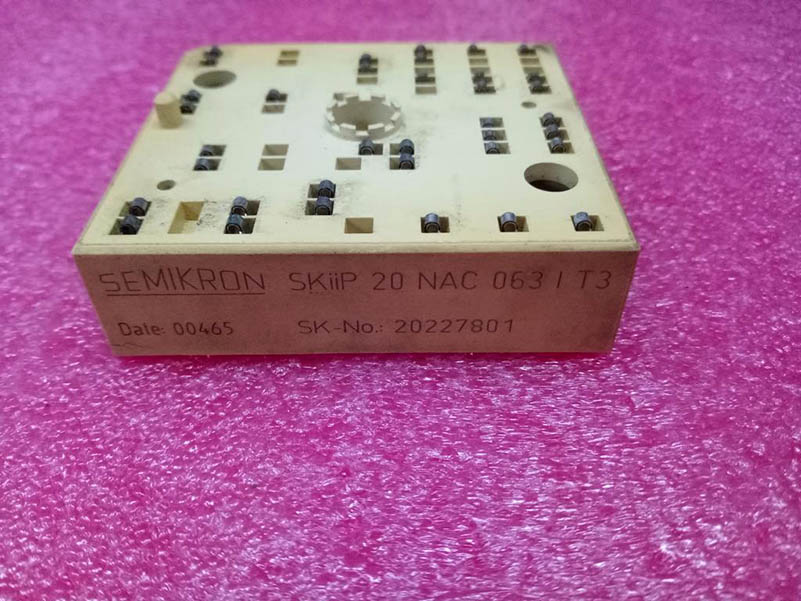 SEMIKRON SKiiP 20 NAC 063 I T3
Date: 00465 SK-No.: 20227801